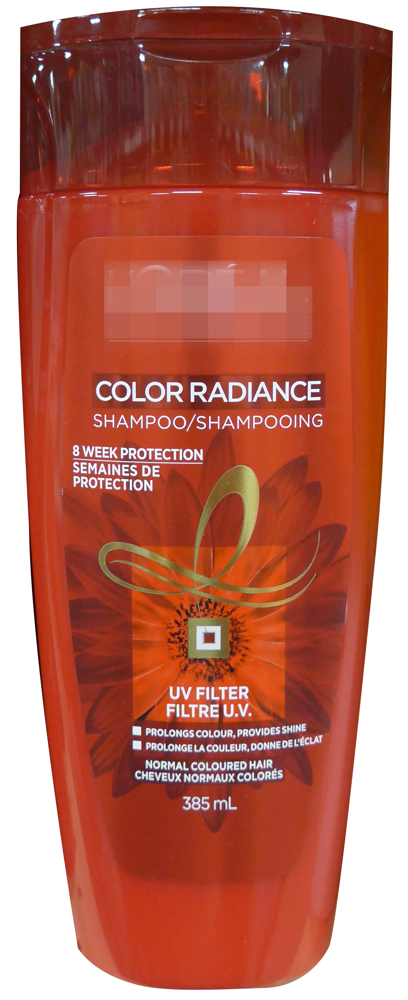 COLOR RADIANCE
SHAMPOO/SHAMPOOING
8 WEEK PROTECTION
SEMAINES DE
PROTECTION
UV FILTER
FILTRE U.V.
PROLONGS COLOUR, PROVIDES SHINE
PROLONGE LA COULEUR, DONNE DE L'ÉCLAT
NORMAL COLOURED HAIR
CHEVEUX NORMAUX COLORÉS
385 mL